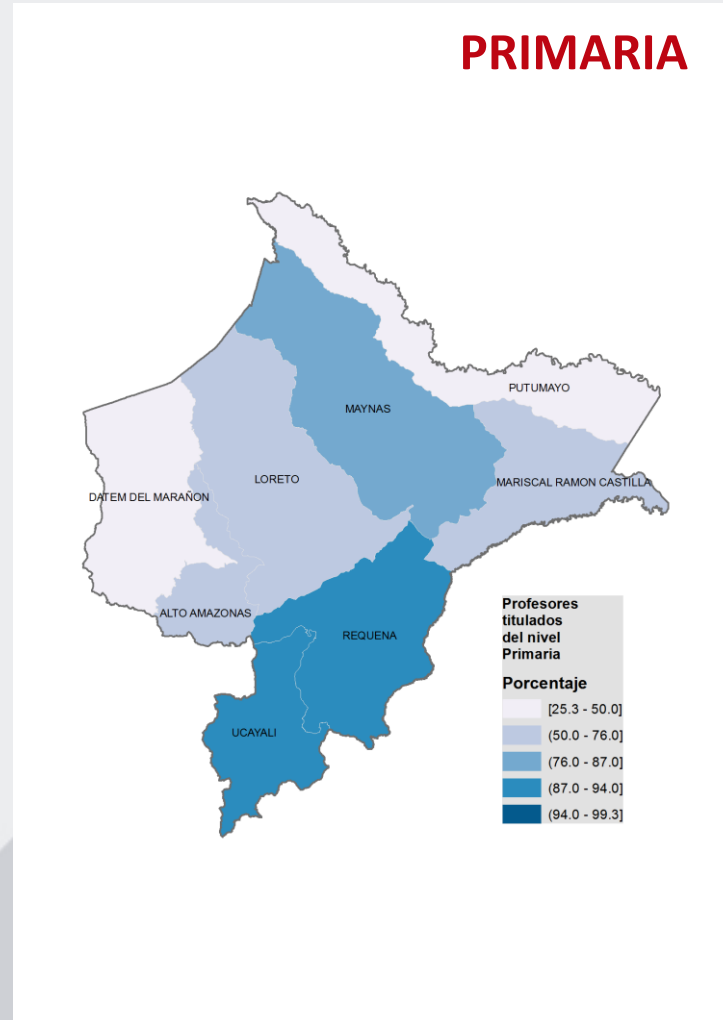 PRIMARIA
PUTUMAYO
MAYNAS
LORETO
MARISCAL RAMON CASTILLA
DATEM DEL MARAÑON
ALTO AMAZONAS
REQUENA
UCAYALI
Profesores
titulados
del nivel
Primaria
Porcentaje
[25.3 - 50.0]
(50.0 - 76.0]
(76.0 - 87.0]
(87.0 - 94.0]
(94.0 - 99.3]